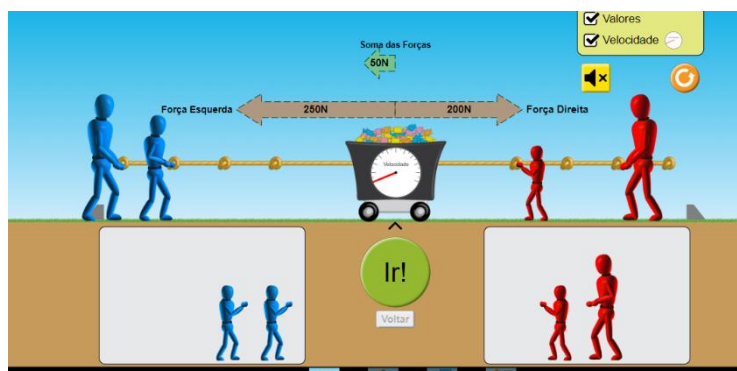 Valores
Velocidade
Soma das Forças
50N
Força Esquerda
250N
200N
Força Direita
Velocidade
Ir!
Voltar